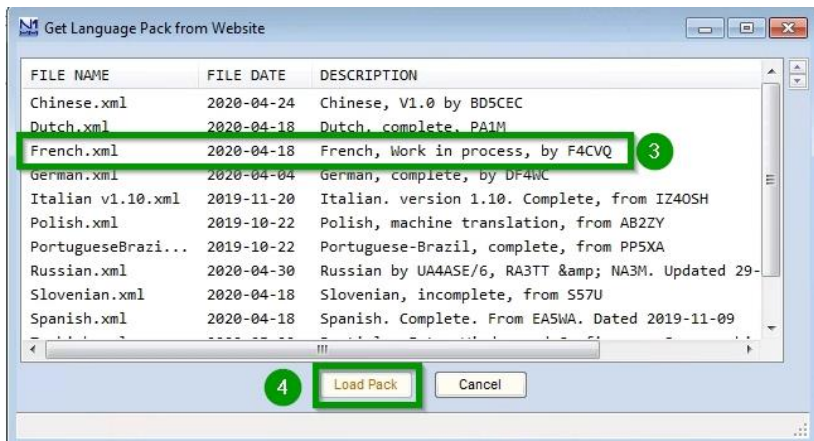 N1 Get Language Pack from Website
FILE NAME FILE DATE DESCRIPTION
Chinese.xml 2020-04-24 Chinese, V1.0 by BD5CEC
Dutch.xml 2020-04-18 Dutch, complete, PA1M
French.xml 2020-04-18 French, Work in process, by F4CVQ 3
German.xml 2020-04-04 German, complete, by DF4WC
Italian v1.10.xml 2019-11-20 Italian. version 1.10. Complete, from IZ4OSH
Polish.xml 2019-10-22 Polish, machine translation, from AB2ZY
PortugueseBrazi... 2019-10-22 Portuguese-Brazil, complete, from PP5XA
Russian.xml 2020-04-30 Russian by UA4ASE/6, RA3TT &amp; NA3M. Updated 29-
Slovenian.xml 2020-04-18 Slovenian, incomplete, from S57U
Spanish.xml 2020-04-18 Spanish. Complete. From EA5WA. Dated 2019-11-09
4 Load Pack Cancel